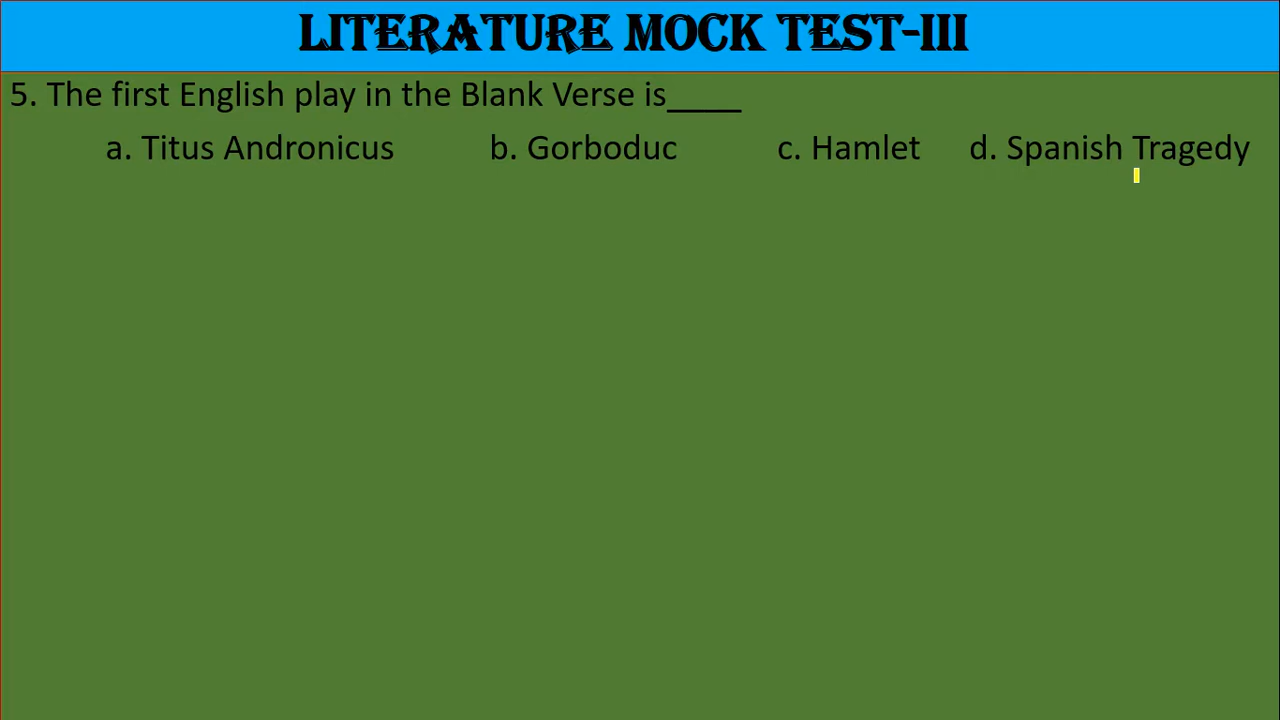 LITERATURE MOCK TEST-III
5. The first English play in the Blank Verse is____
a. Titus Andronicus b. Gorboduc c. Hamlet d. Spanish Tragedy